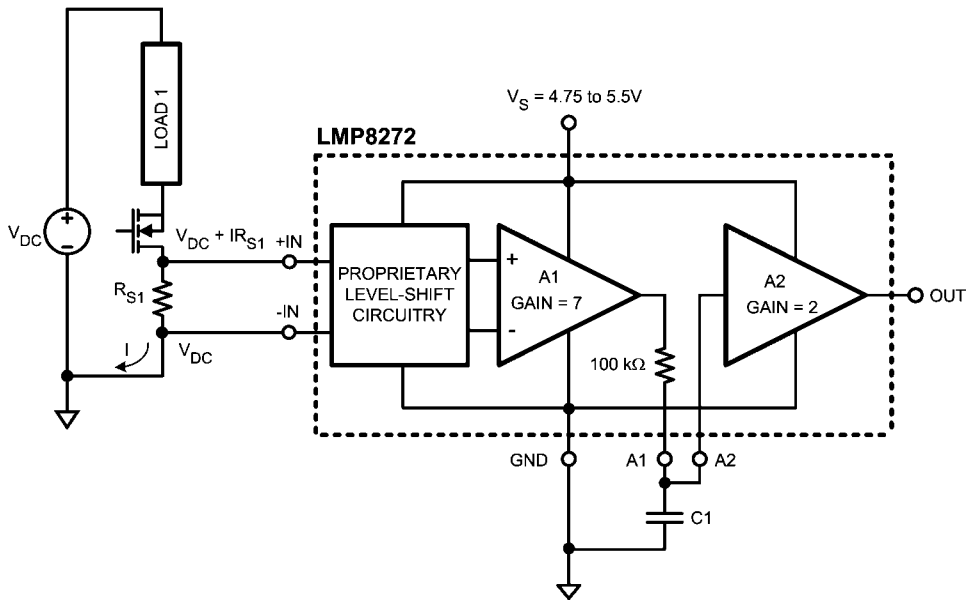 V_S = 4.75 to 5.5V
LMP8272
LOAD 1
V_DC
+
-
V_DC + IR_S1
+IN
R_S1
-IN
V_DC
I
PROPRIETARY
LEVEL-SHIFT
CIRCUITRY
+
-
A1
GAIN = 7
A2
GAIN = 2
OUT
100 kΩ
GND
A1
A2
C1